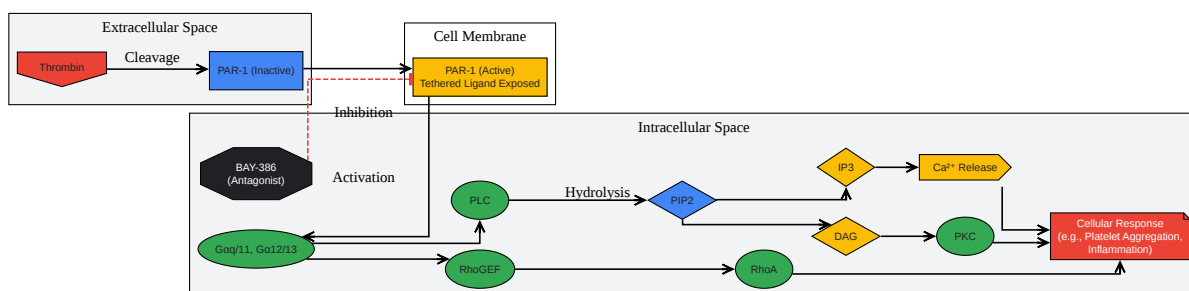 Extracellular Space
Thrombin
Cleavage
PAR-1 (Inactive)
Cell Membrane
PAR-1 (Active)
Tethered Ligand Exposed
Inhibition
Intracellular Space
BAY-386
(Antagonist)
Activation
Gαq/11, Gα12/13
PLC
Hydrolysis
PIP2
IP3
Ca²⁺ Release
DAG
PKC
RhoGEF
RhoA
Cellular Response
(e.g., Platelet Aggregation,
Inflammation)